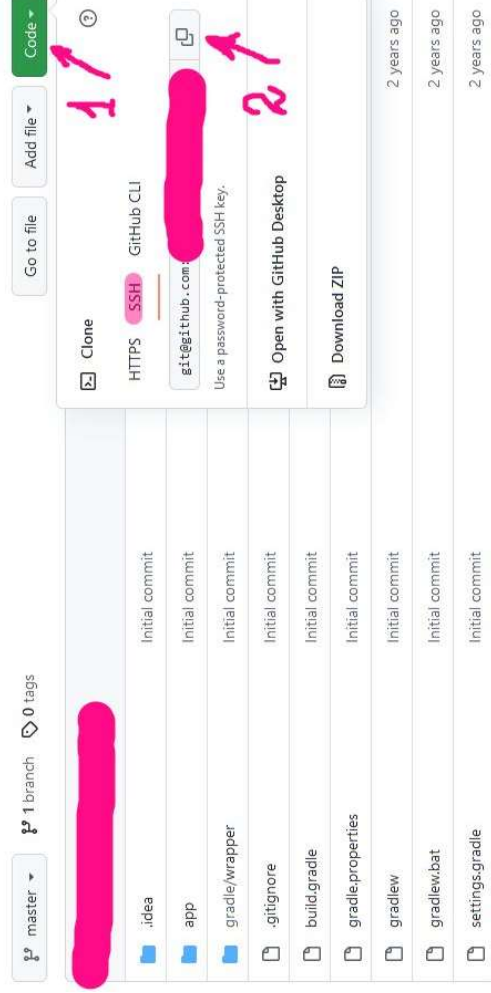 master 1 branch 0 tags Go to file Add file Code
1
Clone
HTTPS SSH GitHub CLI
git@github.com:
2
Use a password-protected SSH key.
Open with GitHub Desktop
Download ZIP
.idea Initial commit
app Initial commit
gradle/wrapper Initial commit
.gitignore Initial commit
build.gradle Initial commit
gradle.properties Initial commit
gradlew Initial commit 2 years ago
gradlew.bat Initial commit 2 years ago
settings.gradle Initial commit 2 years ago